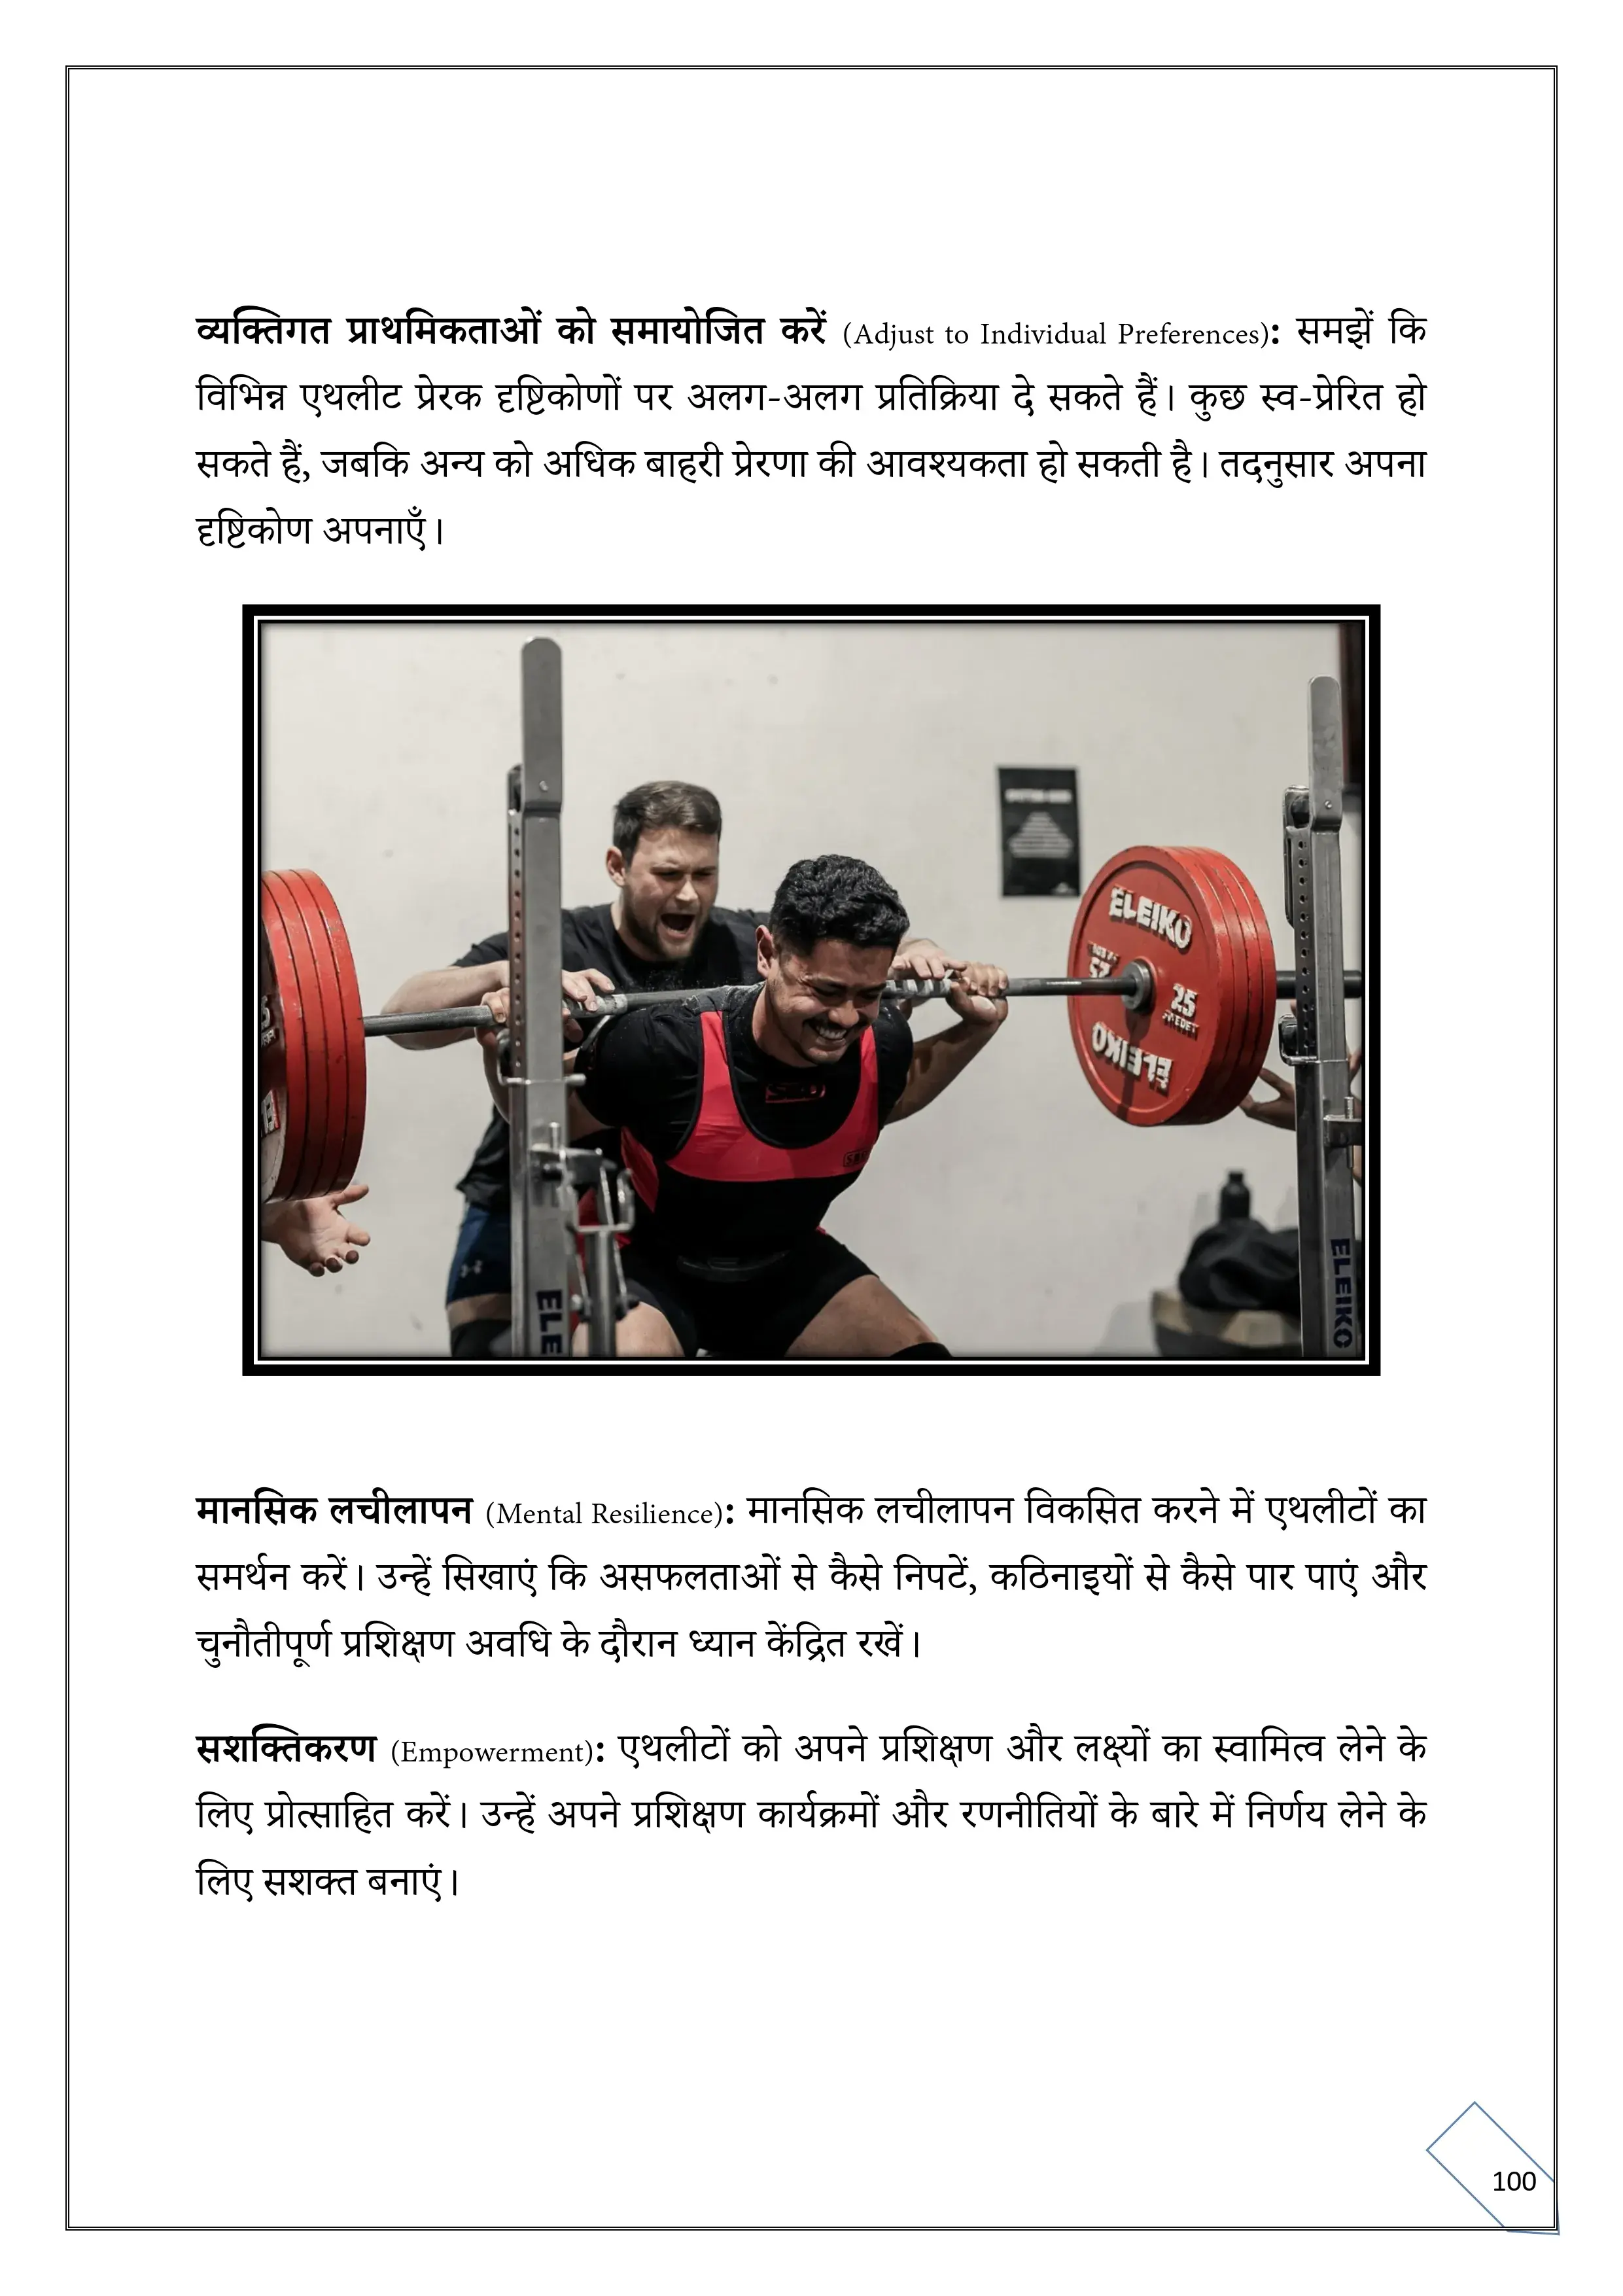 व्यक्तिगत प्राथमिकताओं को समायोजित करें (Adjust to Individual Preferences): समझें कि
विभिन्न एथलीट प्रेरक दृष्टिकोणों पर अलग-अलग प्रतिक्रिया दे सकते हैं। कुछ स्व-प्रेरित हो
सकते हैं, जबकि अन्य को अधिक बाहरी प्रेरणा की आवश्यकता हो सकती है। तदनुसार अपना
दृष्टिकोण अपनाएँ।
ELEIKO
25
25
ELEIKO
SBD
SBD
ELE
ELEIKO
मानसिक लचीलापन (Mental Resilience): मानसिक लचीलापन विकसित करने में एथलीटों का
समर्थन करें। उन्हें सिखाएं कि असफलताओं से कैसे निपटें, कठिनाइयों से कैसे पार पाएं और
चुनौतीपूर्ण प्रशिक्षण अवधि के दौरान ध्यान केंद्रित रखें।
सशक्तिकरण (Empowerment): एथलीटों को अपने प्रशिक्षण और लक्ष्यों का स्वामित्व लेने के
लिए प्रोत्साहित करें। उन्हें अपने प्रशिक्षण कार्यक्रमों और रणनीतियों के बारे में निर्णय लेने के
लिए सशक्त बनाएं।
100